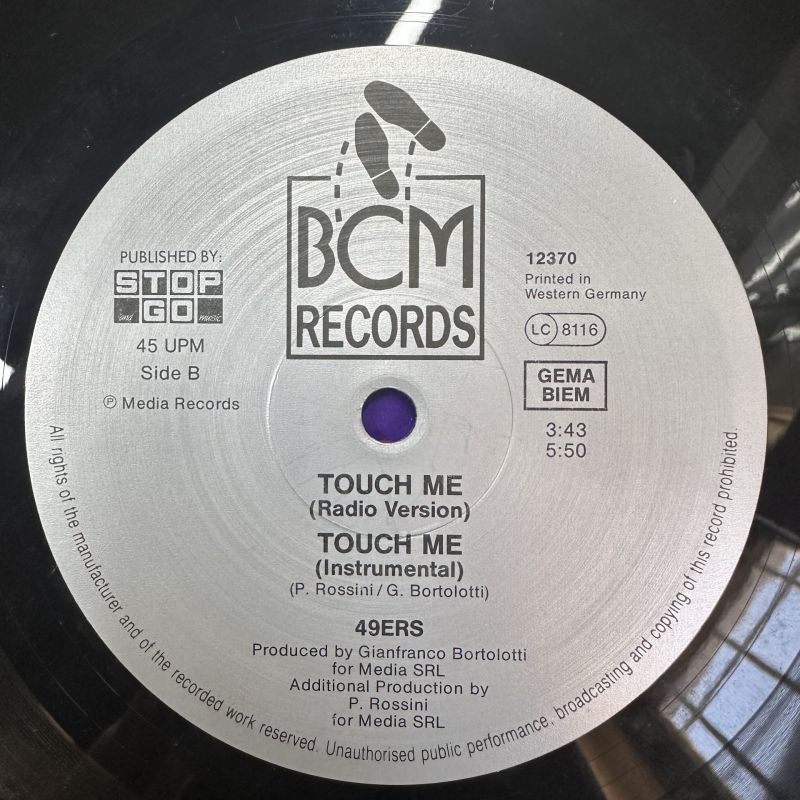 BCM
RECORDS
PUBLISHED BY:
STOP
and GO music
45 UPM
Side B
℗ Media Records
12370
Printed in
Western Germany
LC 8116
GEMA
BIEM
3:43
5:50
TOUCH ME
(Radio Version)
TOUCH ME
(Instrumental)
(P. Rossini / G. Bortolotti)
49ERS
Produced by Gianfranco Bortolotti
for Media SRL
Additional Production by
P. Rossini
for Media SRL
All rights of the manufacturer and of the recorded work reserved. Unauthorised public performance, broadcasting and copying of this record prohibited.